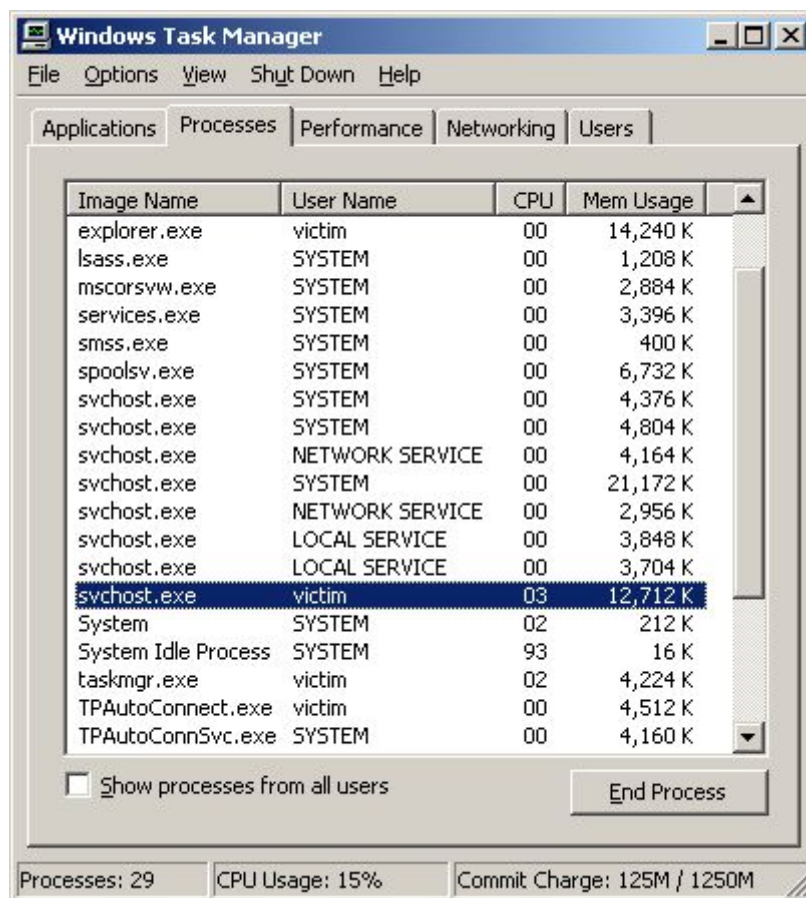 Windows Task Manager
File Options View Shut Down Help
Applications Processes Performance Networking Users
Image Name User Name CPU Mem Usage
explorer.exe victim 00 14,240 K
lsass.exe SYSTEM 00 1,208 K
mscorsvw.exe SYSTEM 00 2,884 K
services.exe SYSTEM 00 3,396 K
smss.exe SYSTEM 00 400 K
spoolsv.exe SYSTEM 00 6,732 K
svchost.exe SYSTEM 00 4,376 K
svchost.exe SYSTEM 00 4,804 K
svchost.exe NETWORK SERVICE 00 4,164 K
svchost.exe SYSTEM 00 21,172 K
svchost.exe NETWORK SERVICE 00 2,956 K
svchost.exe LOCAL SERVICE 00 3,848 K
svchost.exe LOCAL SERVICE 00 3,704 K
svchost.exe victim 03 12,712 K
System SYSTEM 02 212 K
System Idle Process SYSTEM 93 16 K
taskmgr.exe victim 02 4,224 K
TPAutoConnect.exe victim 00 4,512 K
TPAutoConnSvc.exe SYSTEM 00 4,160 K
Show processes from all users
End Process
Processes: 29 CPU Usage: 15% Commit Charge: 125M / 1250M